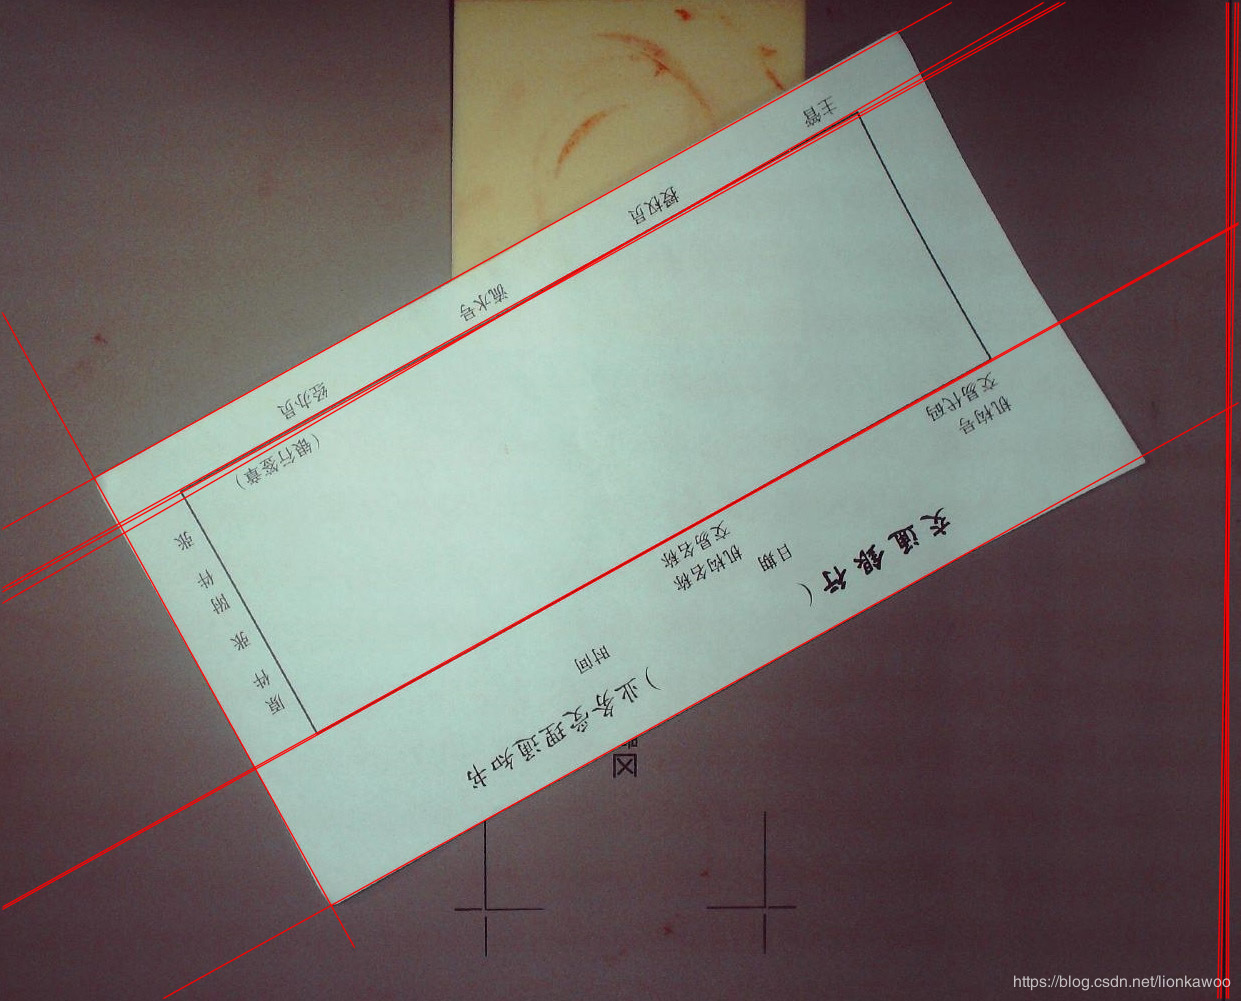 交通银行（ ）业务受理通知书
日期 时间
机构号 机构名称
交易代码 交易名称
原 件 张 附 件 张
（银行签章）
主管 授权员 流水号 经办员
区
https://blog.csdn.net/lionkawoo